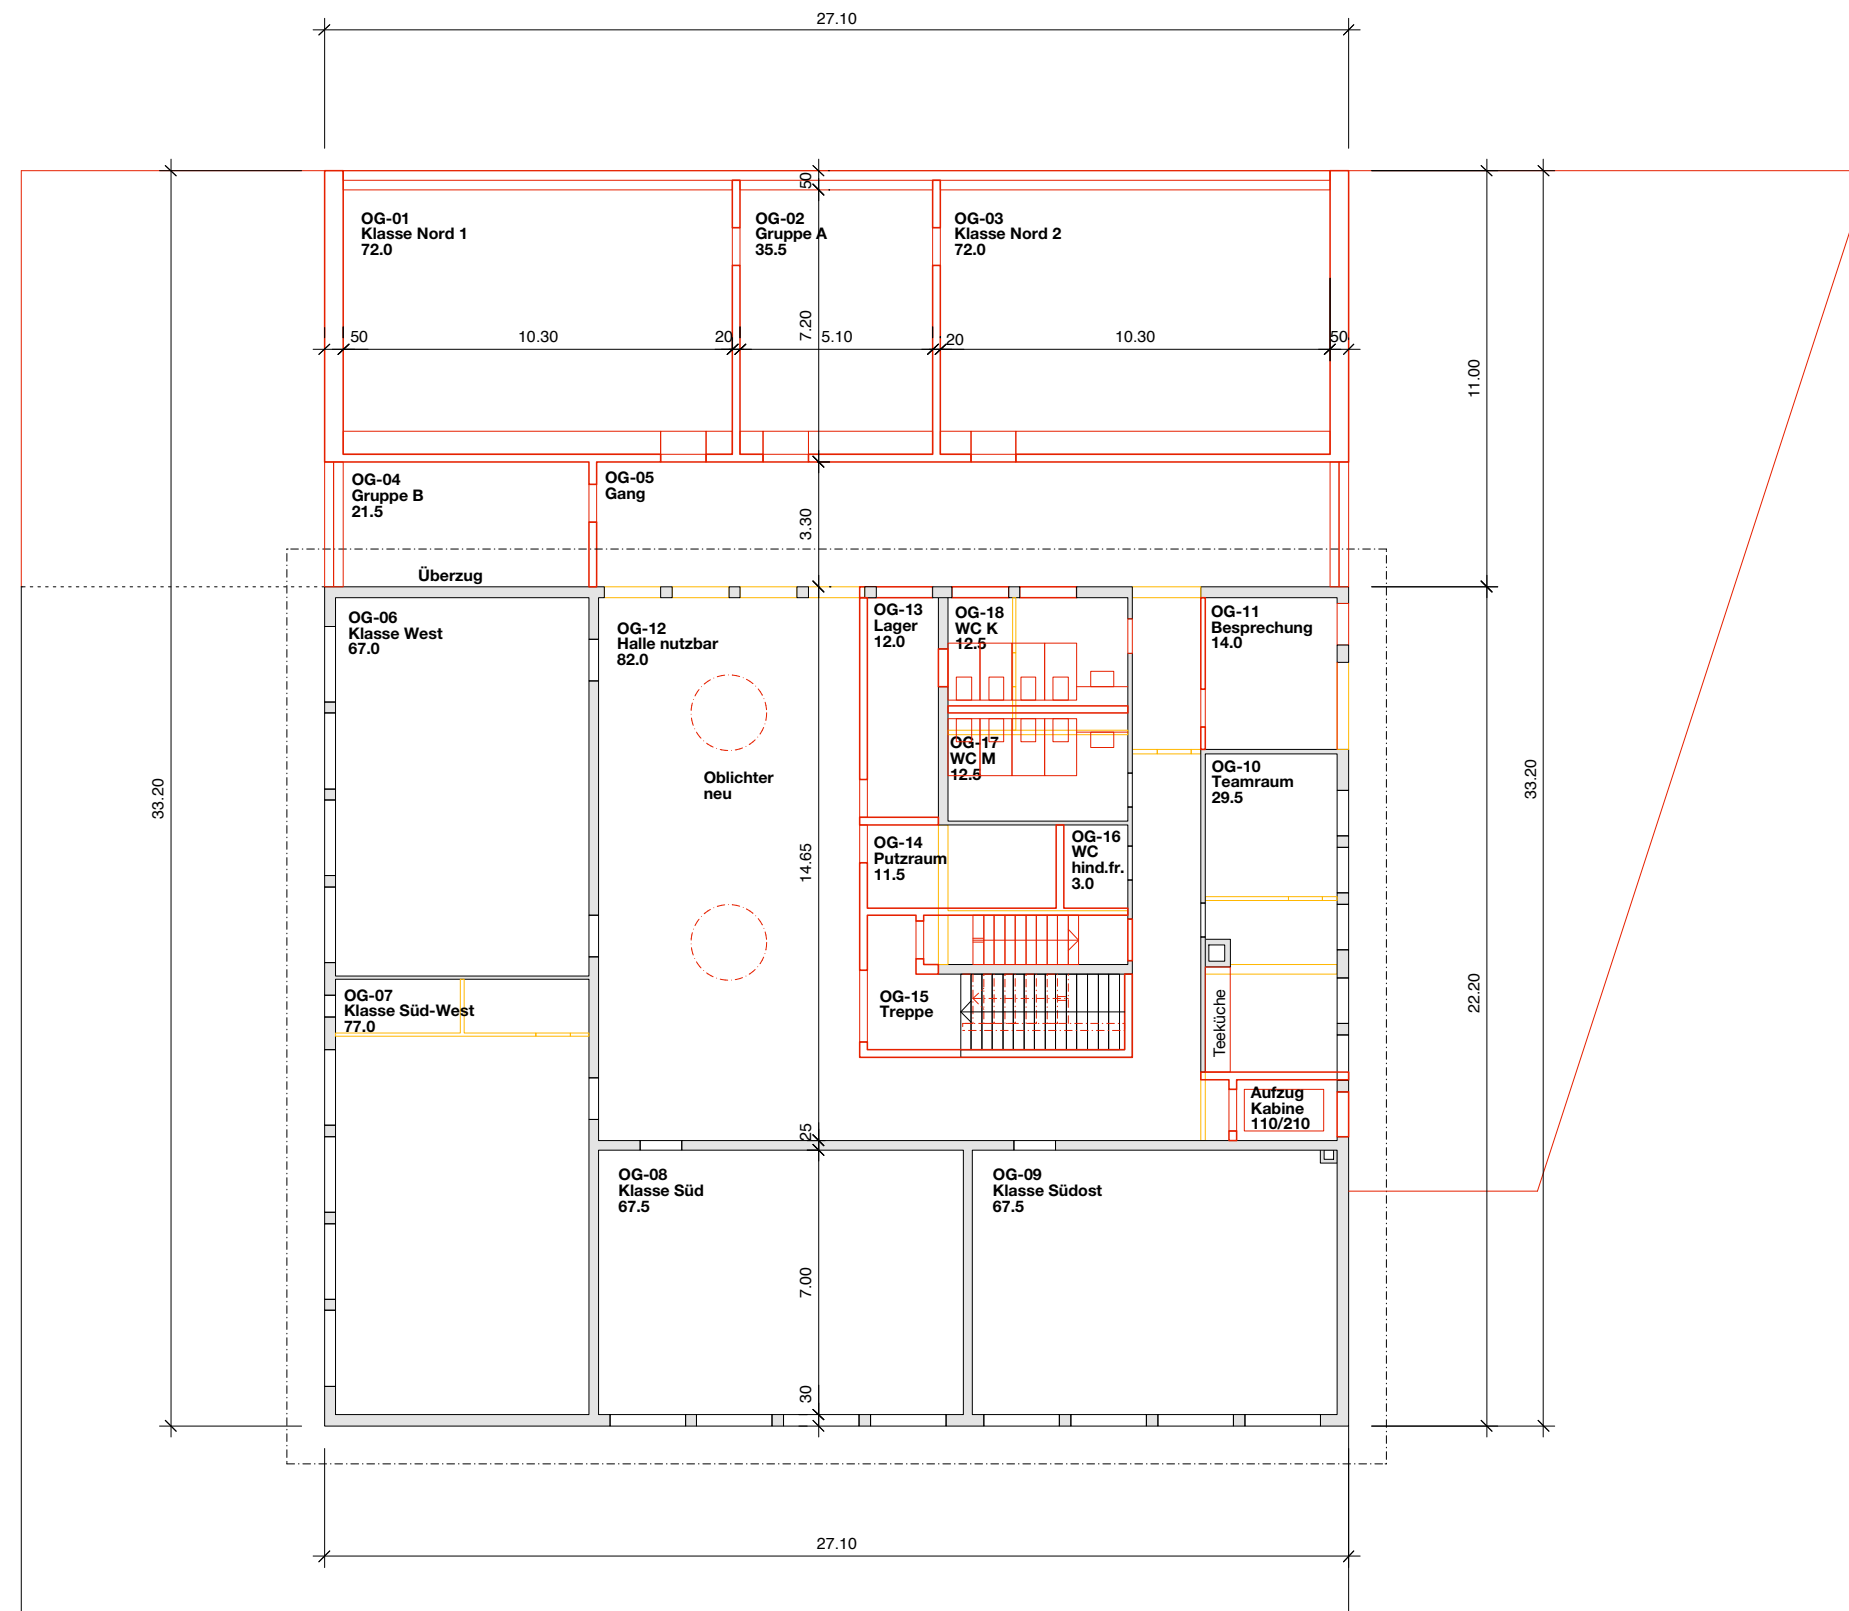 27.10
50
OG-01
Klasse Nord 1
72.0
OG-02
Gruppe A
35.5
OG-03
Klasse Nord 2
72.0
7.20
50
10.30
20
5.10
20
10.30
50
11.00
OG-04
Gruppe B
21.5
OG-05
Gang
3.30
Überzug
OG-06
Klasse West
67.0
OG-12
Halle nutzbar
82.0
OG-13
Lager
12.0
OG-18
WC K
12.5
OG-11
Besprechung
14.0
OG-17
WC M
12.5
OG-10
Teamraum
29.5
Oblichter
neu
33.20
33.20
14.65
OG-14
Putzraum
11.5
OG-16
WC
hind.fr.
3.0
OG-07
Klasse Süd-West
77.0
OG-15
Treppe
Teeküche
22.20
Aufzug
Kabine
110/210
25
OG-08
Klasse Süd
67.5
OG-09
Klasse Südost
67.5
7.00
30
27.10